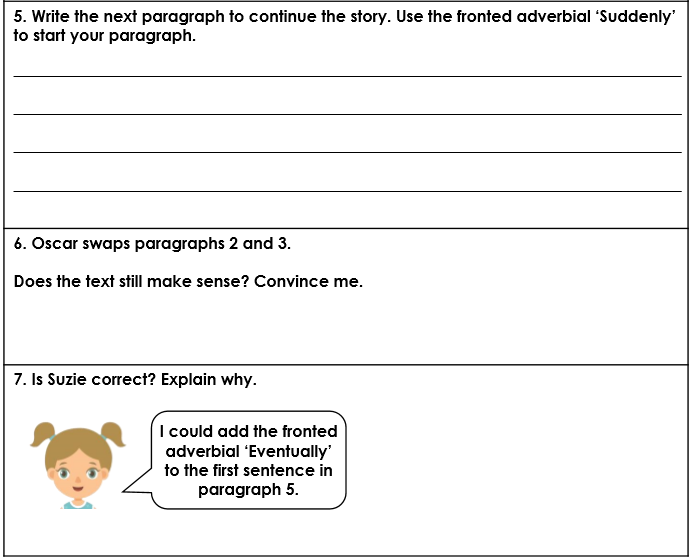 5. Write the next paragraph to continue the story. Use the fronted adverbial ‘Suddenly’
to start your paragraph.
6. Oscar swaps paragraphs 2 and 3.
Does the text still make sense? Convince me.
7. Is Suzie correct? Explain why.
I could add the fronted
adverbial ‘Eventually’
to the first sentence in
paragraph 5.